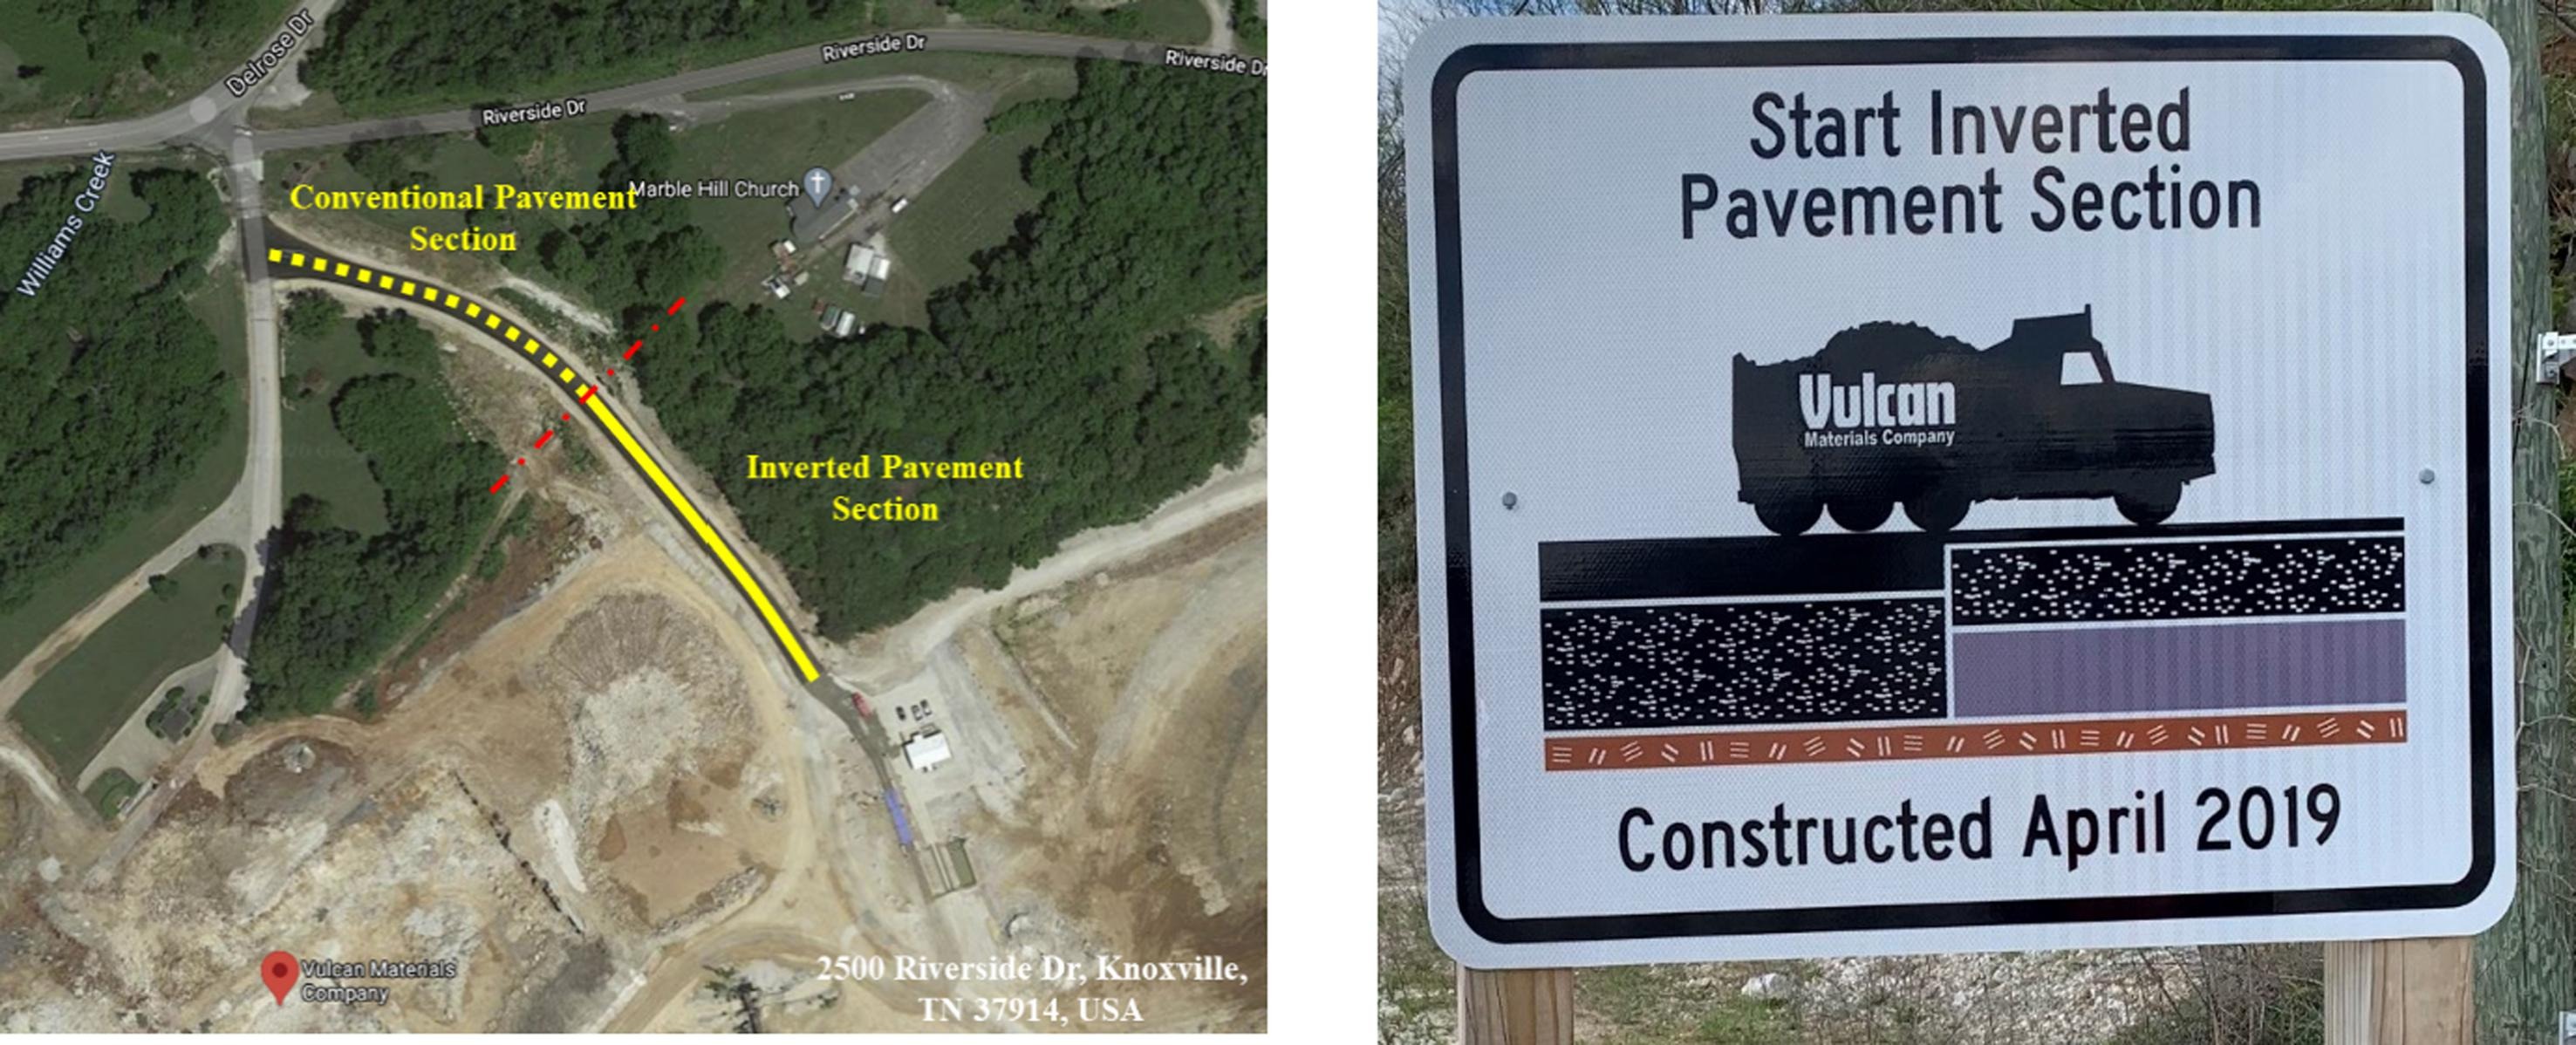 Delrose Dr
Riverside Dr
Riverside Dr
Riverside Dr
Williams Creek
Conventional Pavement
Section
Marble Hill Church
Inverted Pavement
Section
Vulcan Materials
Company
2500 Riverside Dr, Knoxville,
TN 37914, USA
Start Inverted
Pavement Section
Vulcan
Materials Company
Constructed April 2019